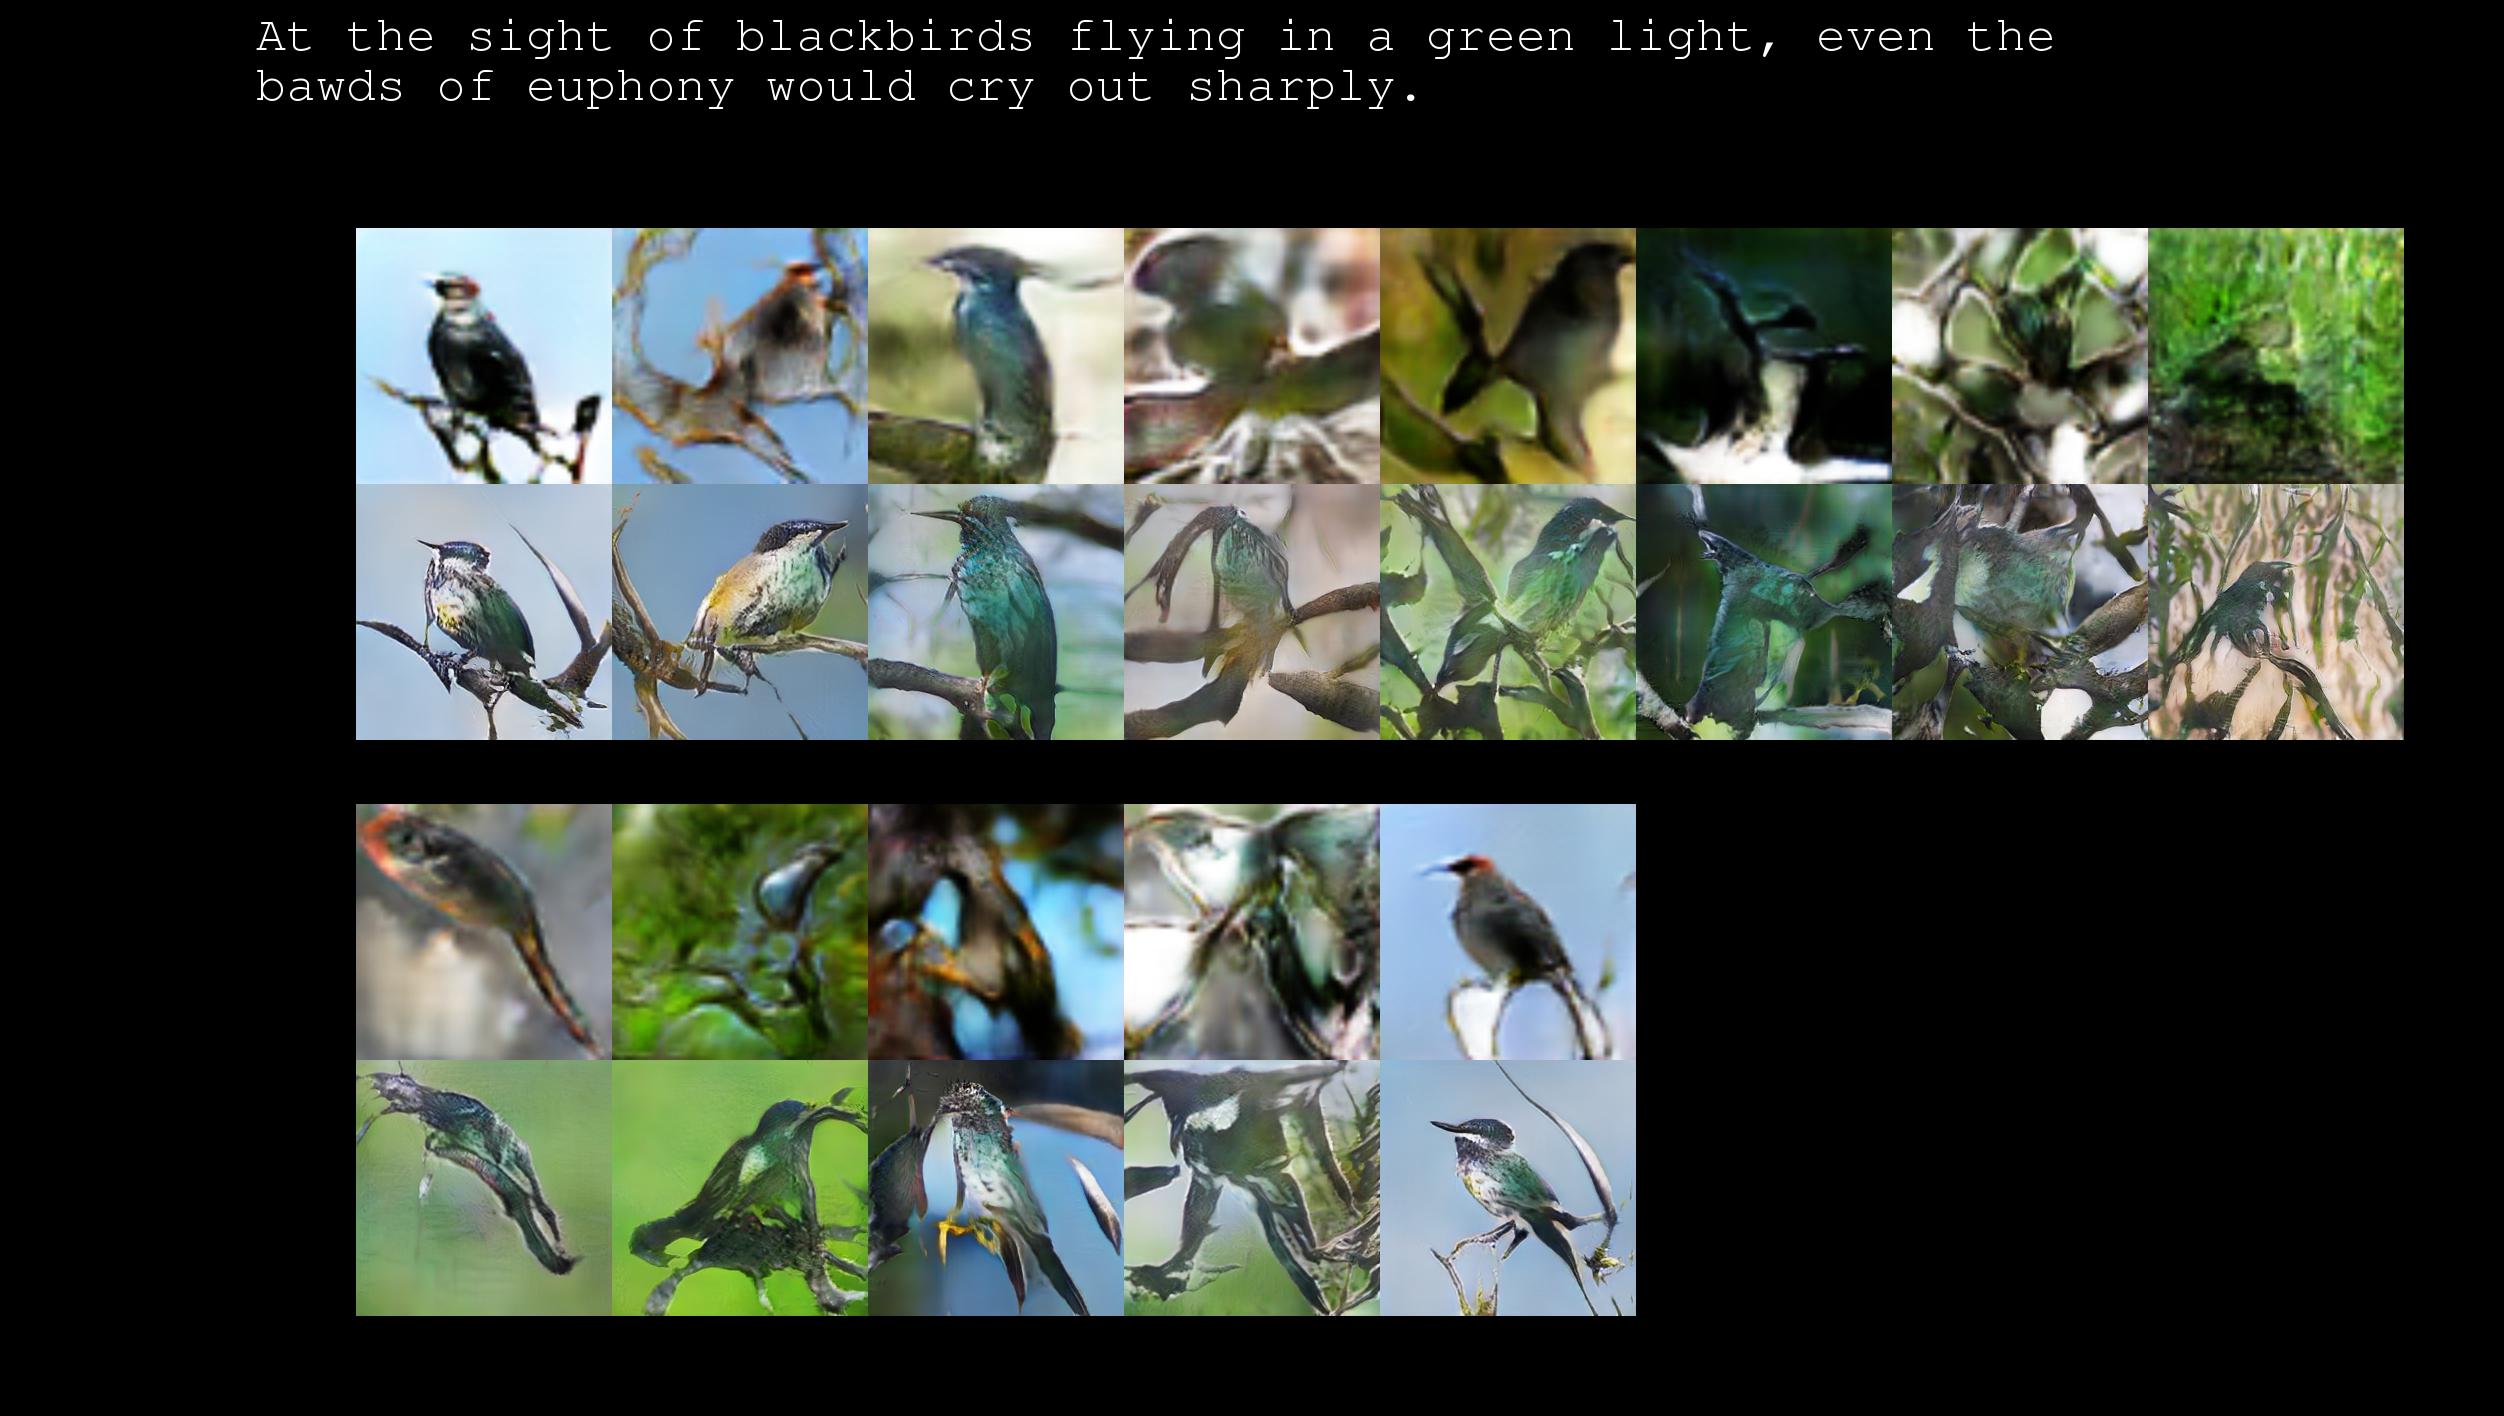 At the sight of blackbirds flying in a green light, even the
bawds of euphony would cry out sharply.